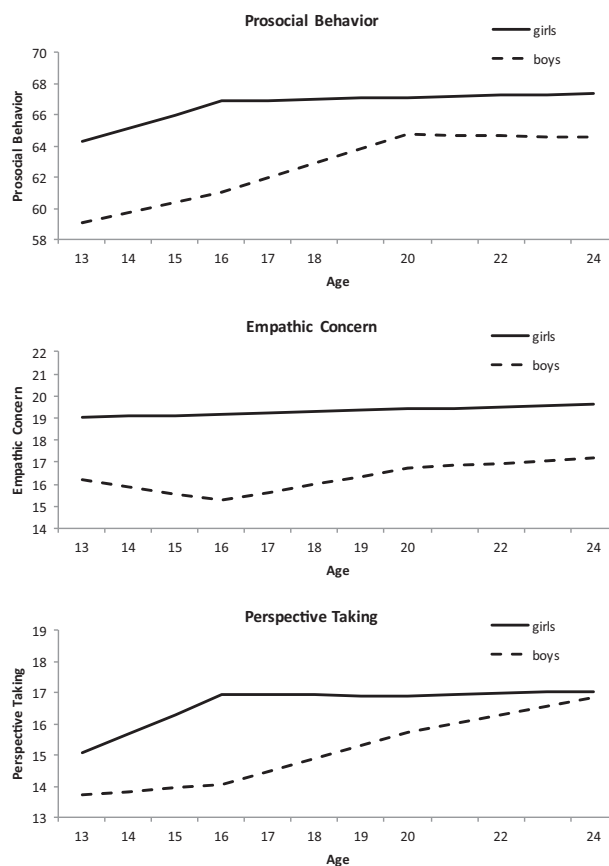 Prosocial Behavior
girls
boys
Prosocial Behavior
70
68
66
64
62
60
58
13 14 15 16 17 18 20 22 24
Age
Empathic Concern
girls
boys
Empathic Concern
22
21
20
19
18
17
16
15
14
13 14 15 16 17 18 19 20 22 24
Age
Perspective Taking
girls
boys
Perspective Taking
19
18
17
16
15
14
13
13 14 15 16 17 18 19 20 22 24
Age